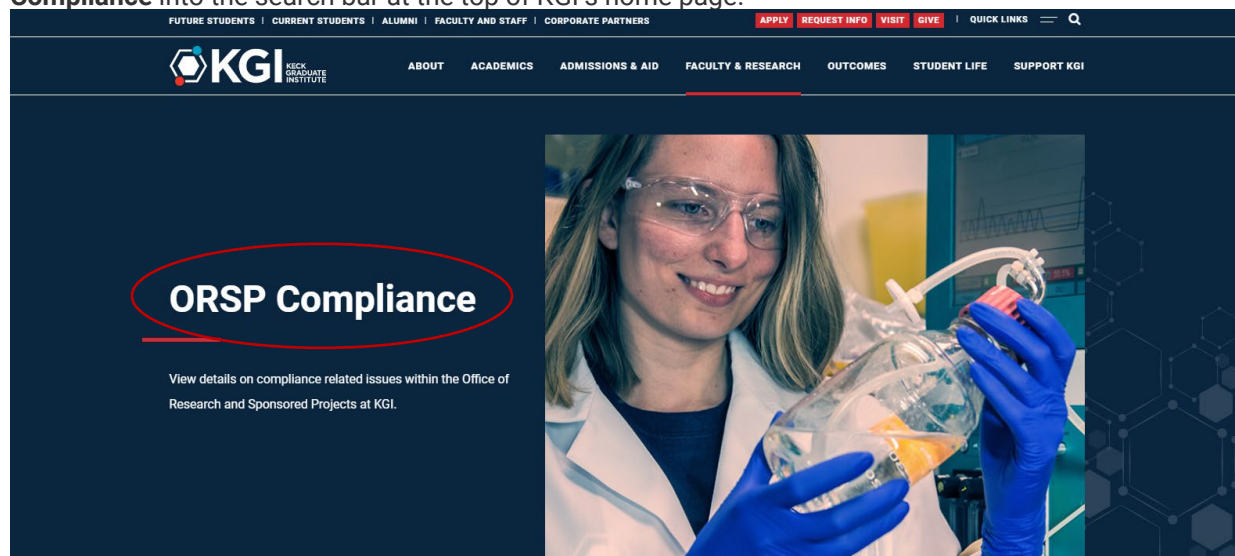 Compliance into the search bar at the top of KGI's home page.
FUTURE STUDENTS | CURRENT STUDENTS | ALUMNI | FACULTY AND STAFF | CORPORATE PARTNERS APPLY REQUEST INFO VISIT GIVE | QUICK LINKS
KGI KECK GRADUATE INSTITUTE ABOUT ACADEMICS ADMISSIONS & AID FACULTY & RESEARCH OUTCOMES STUDENT LIFE SUPPORT KGI
ORSP Compliance
View details on compliance related issues within the Office of
Research and Sponsored Projects at KGI.